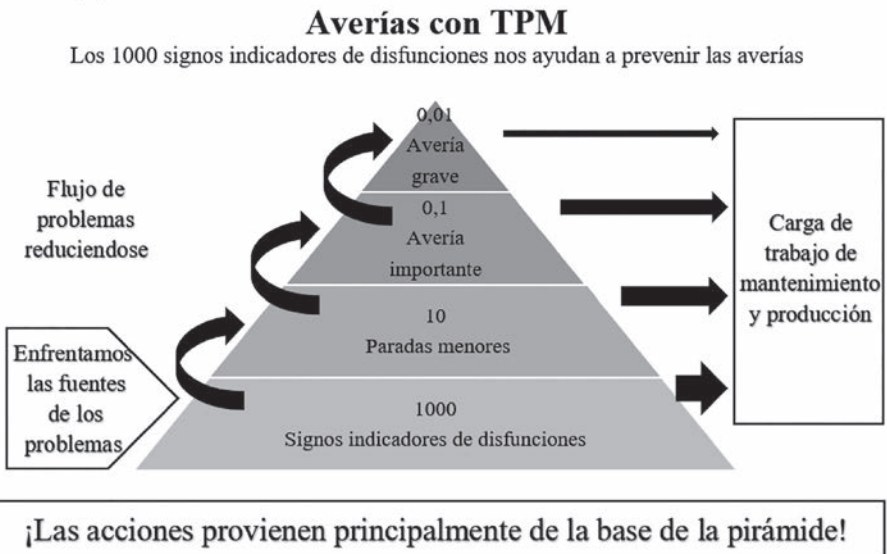 Averías con TPM
Los 1000 signos indicadores de disfunciones nos ayudan a prevenir las averías
0,01
Avería
grave
0,1
Avería
importante
10
Paradas menores
1000
Signos indicadores de disfunciones
Flujo de
problemas
reduciendose
Enfrentamos
las fuentes
de los
problemas
Carga de
trabajo de
mantenimiento
y producción
¡Las acciones provienen principalmente de la base de la pirámide!